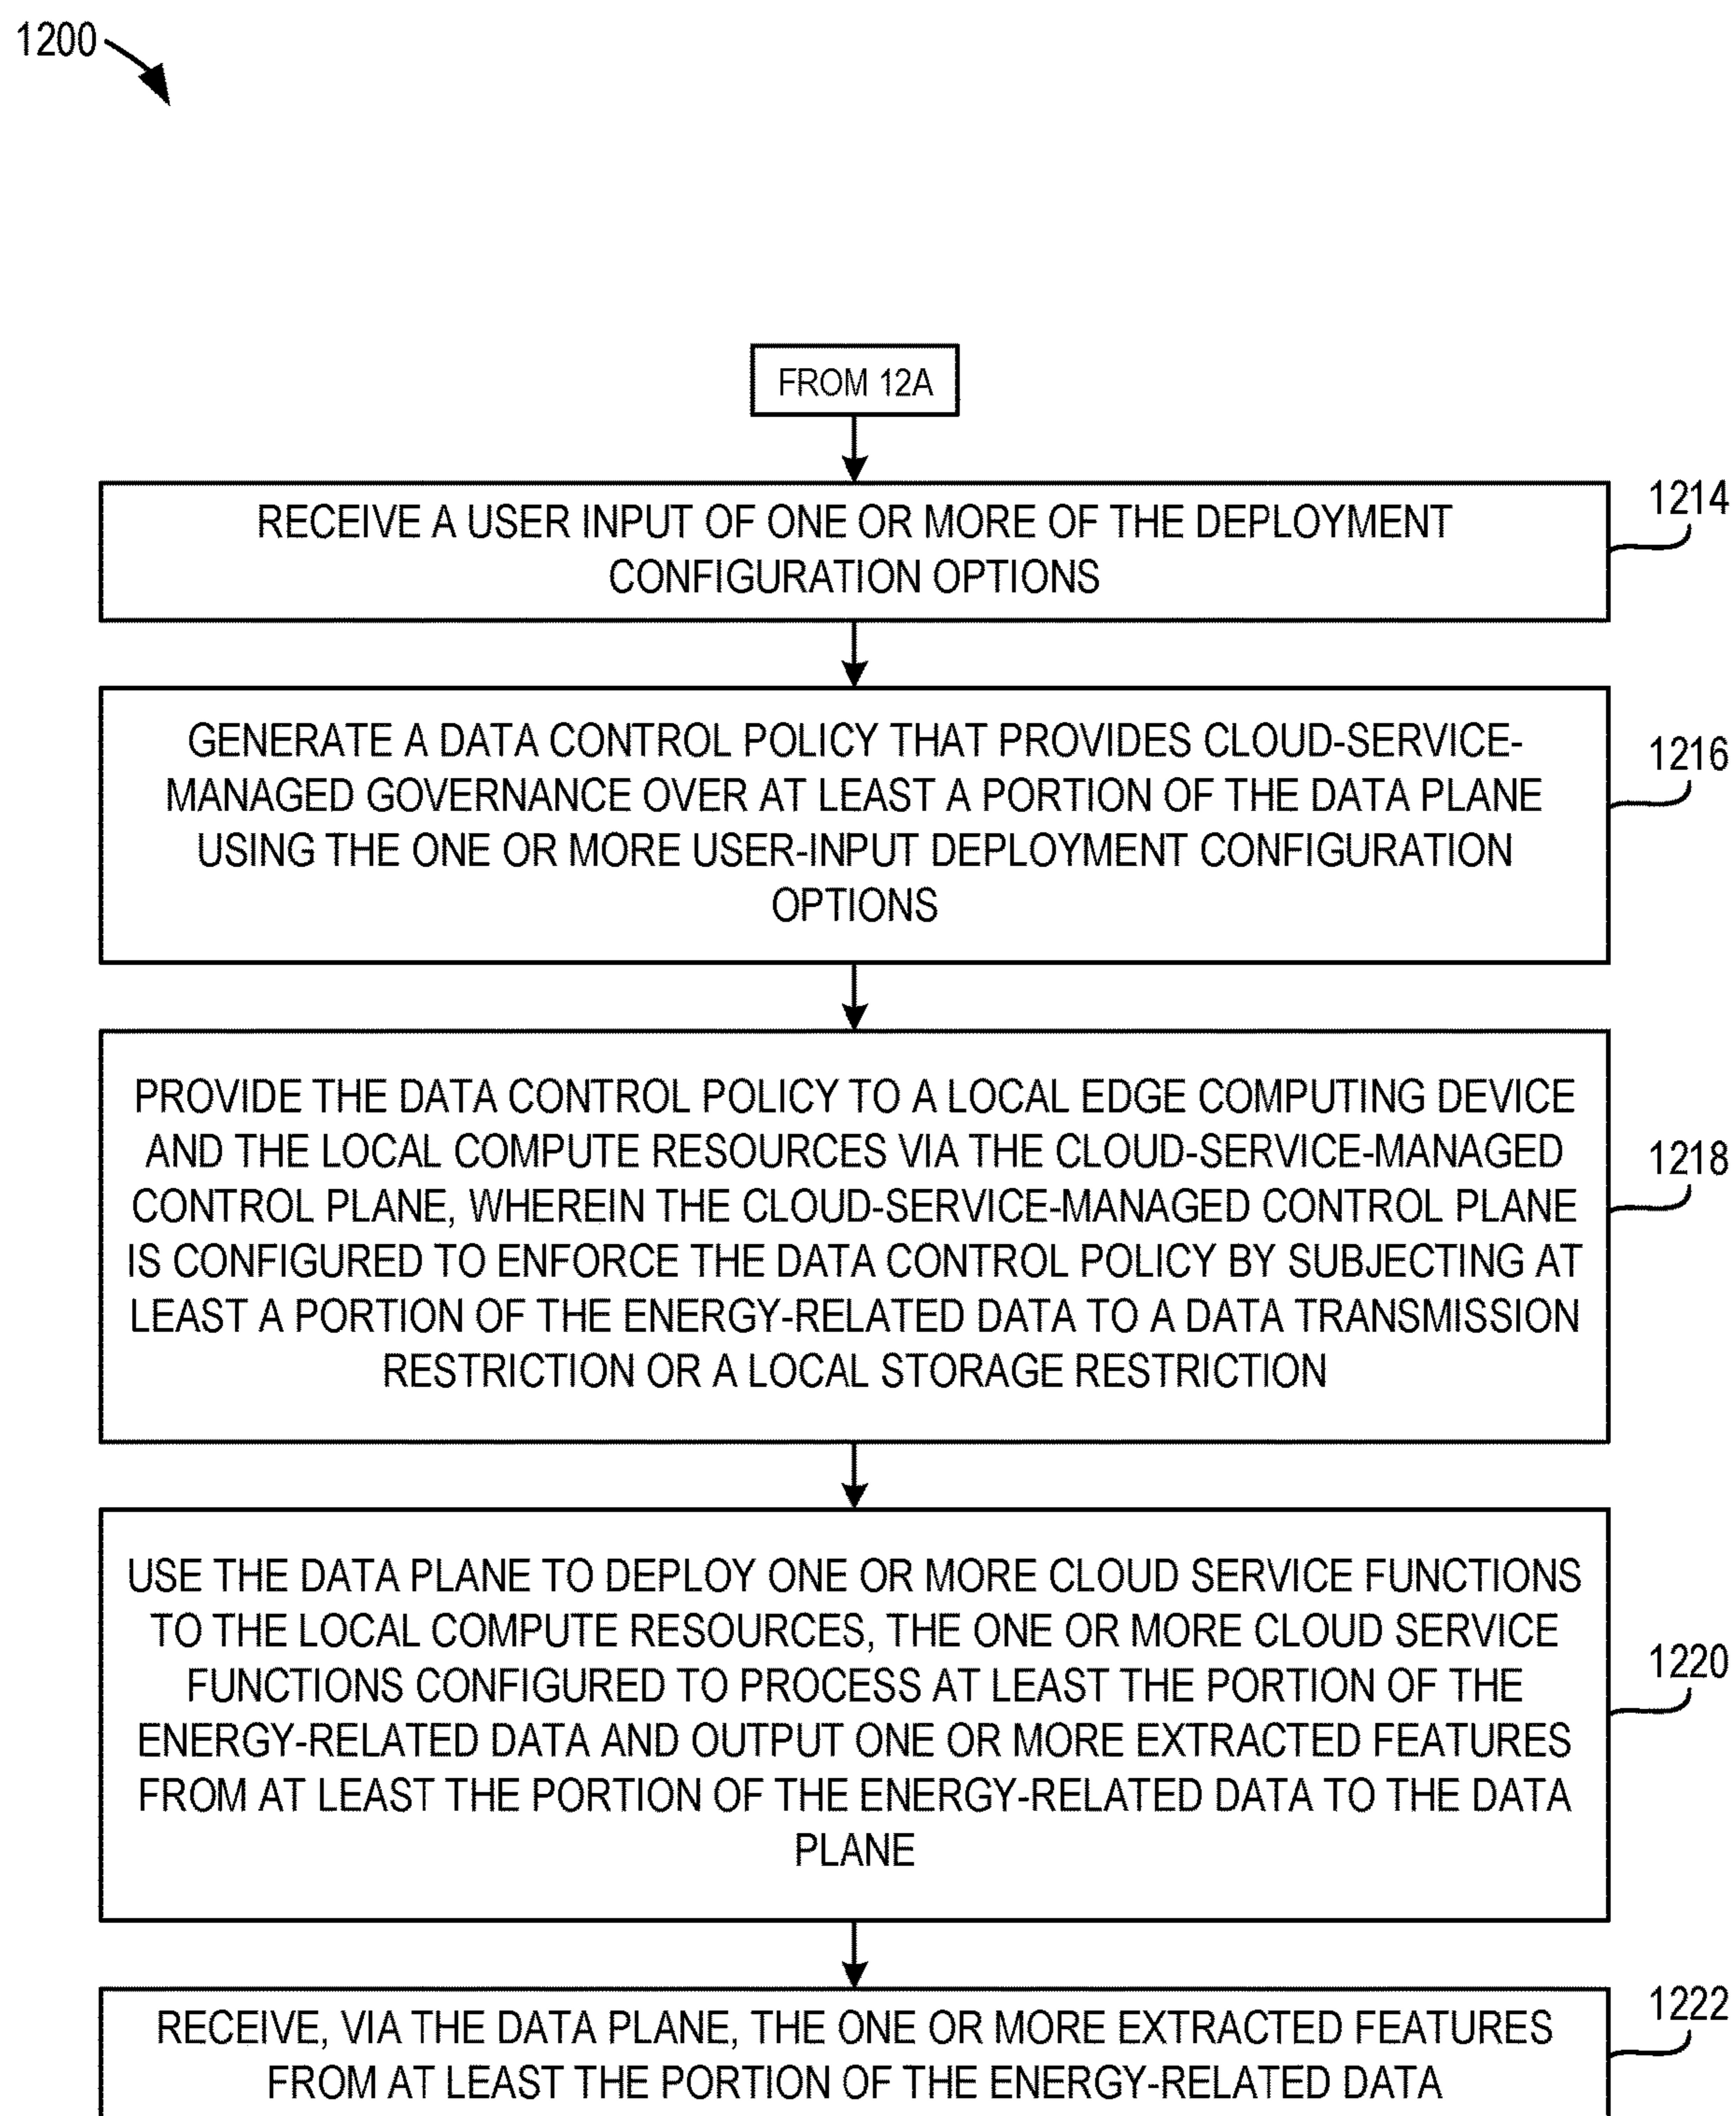 1200
FROM 12A
RECEIVE A USER INPUT OF ONE OR MORE OF THE DEPLOYMENT
CONFIGURATION OPTIONS
1214
GENERATE A DATA CONTROL POLICY THAT PROVIDES CLOUD-SERVICE-
MANAGED GOVERNANCE OVER AT LEAST A PORTION OF THE DATA PLANE
USING THE ONE OR MORE USER-INPUT DEPLOYMENT CONFIGURATION
OPTIONS
1216
PROVIDE THE DATA CONTROL POLICY TO A LOCAL EDGE COMPUTING DEVICE
AND THE LOCAL COMPUTE RESOURCES VIA THE CLOUD-SERVICE-MANAGED
CONTROL PLANE, WHEREIN THE CLOUD-SERVICE-MANAGED CONTROL PLANE
IS CONFIGURED TO ENFORCE THE DATA CONTROL POLICY BY SUBJECTING AT
LEAST A PORTION OF THE ENERGY-RELATED DATA TO A DATA TRANSMISSION
RESTRICTION OR A LOCAL STORAGE RESTRICTION
1218
USE THE DATA PLANE TO DEPLOY ONE OR MORE CLOUD SERVICE FUNCTIONS
TO THE LOCAL COMPUTE RESOURCES, THE ONE OR MORE CLOUD SERVICE
FUNCTIONS CONFIGURED TO PROCESS AT LEAST THE PORTION OF THE
ENERGY-RELATED DATA AND OUTPUT ONE OR MORE EXTRACTED FEATURES
FROM AT LEAST THE PORTION OF THE ENERGY-RELATED DATA TO THE DATA
PLANE
1220
RECEIVE, VIA THE DATA PLANE, THE ONE OR MORE EXTRACTED FEATURES
FROM AT LEAST THE PORTION OF THE ENERGY-RELATED DATA
1222